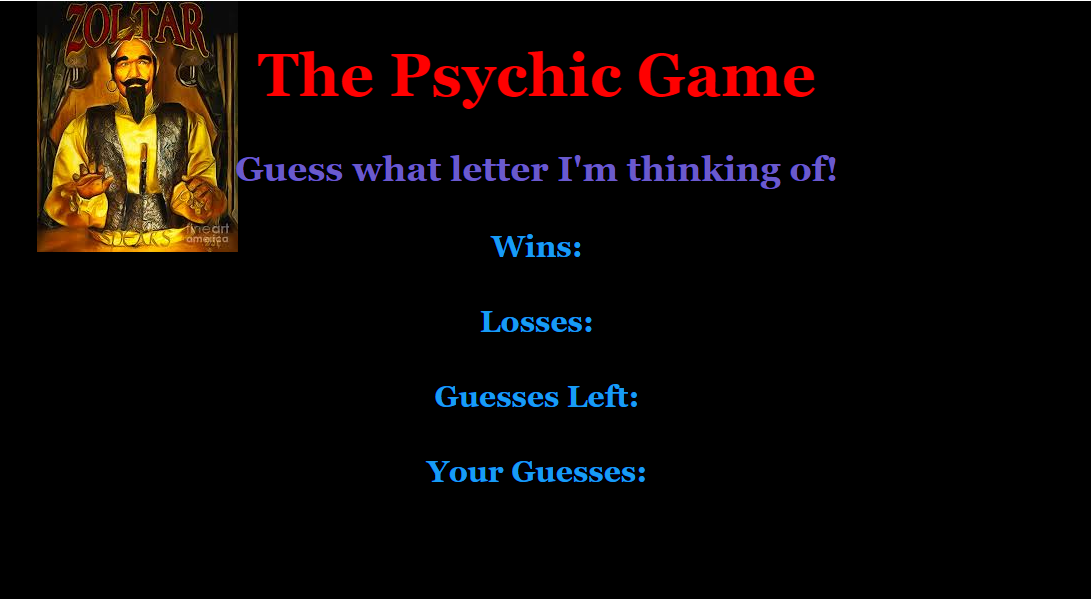 ZOLTAR
The Psychic Game
Guess what letter I'm thinking of!
SPEAKS
fineart
america
Wins:
Losses:
Guesses Left:
Your Guesses: